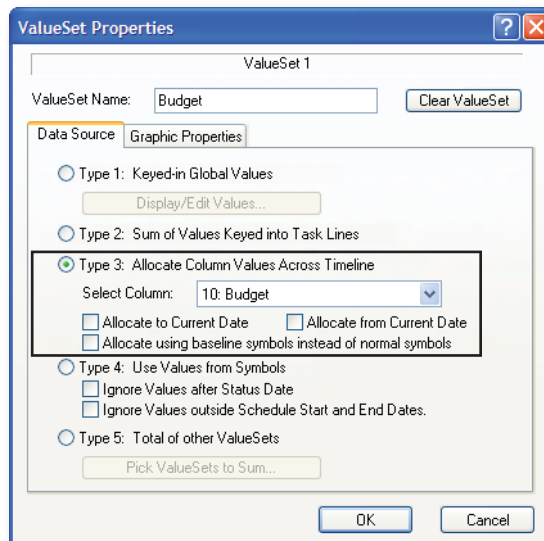 ValueSet Properties
ValueSet 1
ValueSet Name: Budget Clear ValueSet
Data Source Graphic Properties
Type 1: Keyed-in Global Values
Display/Edit Values...
Type 2: Sum of Values Keyed into Task Lines
Type 3: Allocate Column Values Across Timeline
Select Column: 10: Budget
Allocate to Current Date Allocate from Current Date
Allocate using baseline symbols instead of normal symbols
Type 4: Use Values from Symbols
Ignore Values after Status Date
Ignore Values outside Schedule Start and End Dates.
Type 5: Total of other ValueSets
Pick ValueSets to Sum...
OK Cancel